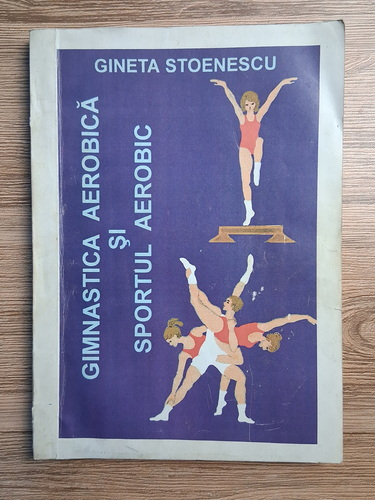 GINETA STOENESCU
GIMNASTICA AEROBICĂ
ŞI
SPORTUL AEROBIC